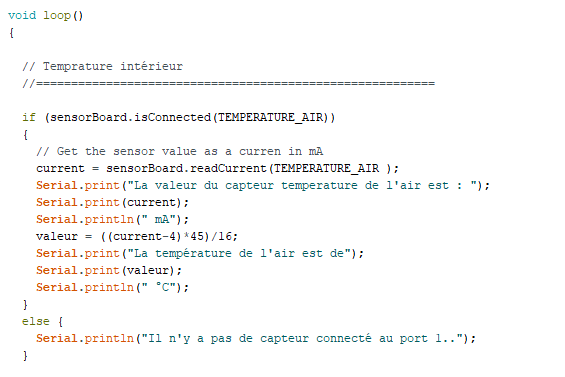 void loop()
{
// Temprature intérieur
//=========================================================
if (sensorBoard.isConnected(TEMPERATURE_AIR))
{
// Get the sensor value as a curren in mA
current = sensorBoard.readCurrent(TEMPERATURE_AIR );
Serial.print("La valeur du capteur temperature de l'air est : ");
Serial.print(current);
Serial.println(" mA");
valeur = ((current-4)*45)/16;
Serial.print("La température de l'air est de");
Serial.print(valeur);
Serial.println(" °C");
}
else {
Serial.println("Il n'y a pas de capteur connecté au port 1..");
}